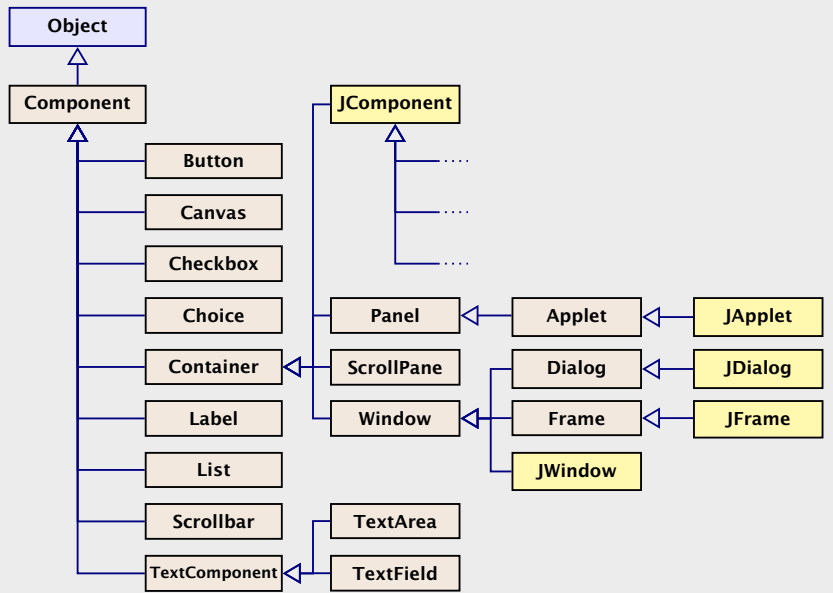 Object
Component
JComponent
Button
Canvas
Checkbox
Choice
Panel
Applet
JApplet
Container
ScrollPane
Dialog
JDialog
Label
Window
Frame
JFrame
List
JWindow
Scrollbar
TextArea
TextComponent
TextField